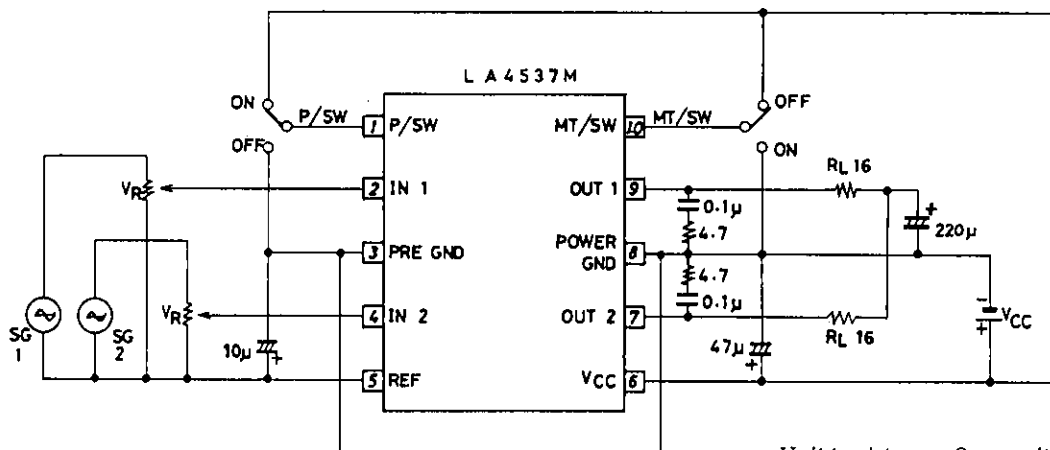 L A 4 5 3 7 M
ON
P/SW
OFF
1 P/SW
MT/SW 10
MT/SW
OFF
ON
VR
2 IN 1
OUT 1 9
RL 16
0.1μ
4.7
220μ
3 PRE GND
POWER GND 8
4.7
0.1μ
VR
4 IN 2
OUT 2 7
RL 16
VCC
SG 1
SG 2
10μ
47μ
5 REF
VCC 6